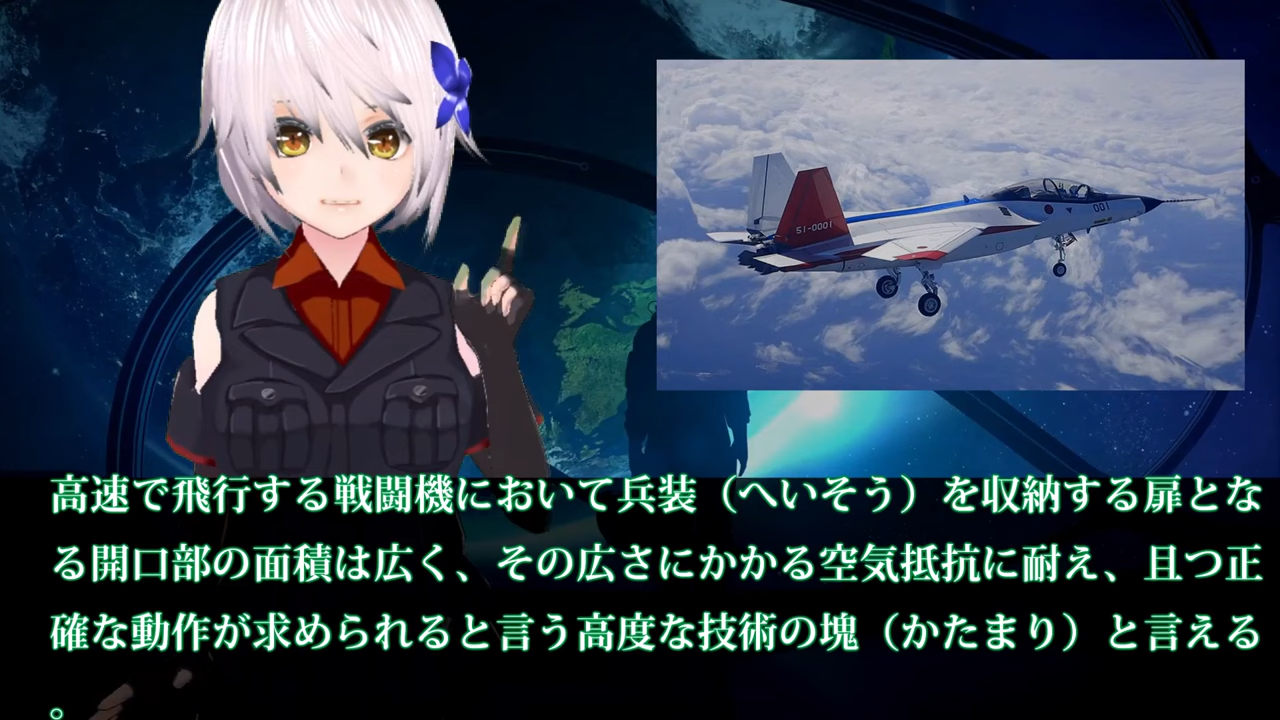 001
51-0001
高速で飛行する戦闘機において兵装（へいそう）を収納する扉とな
る開口部の面積は広く、その広さにかかる空気抵抗に耐え、且つ正
確な動作が求められると言う高度な技術の塊（かたまり）と言える
。